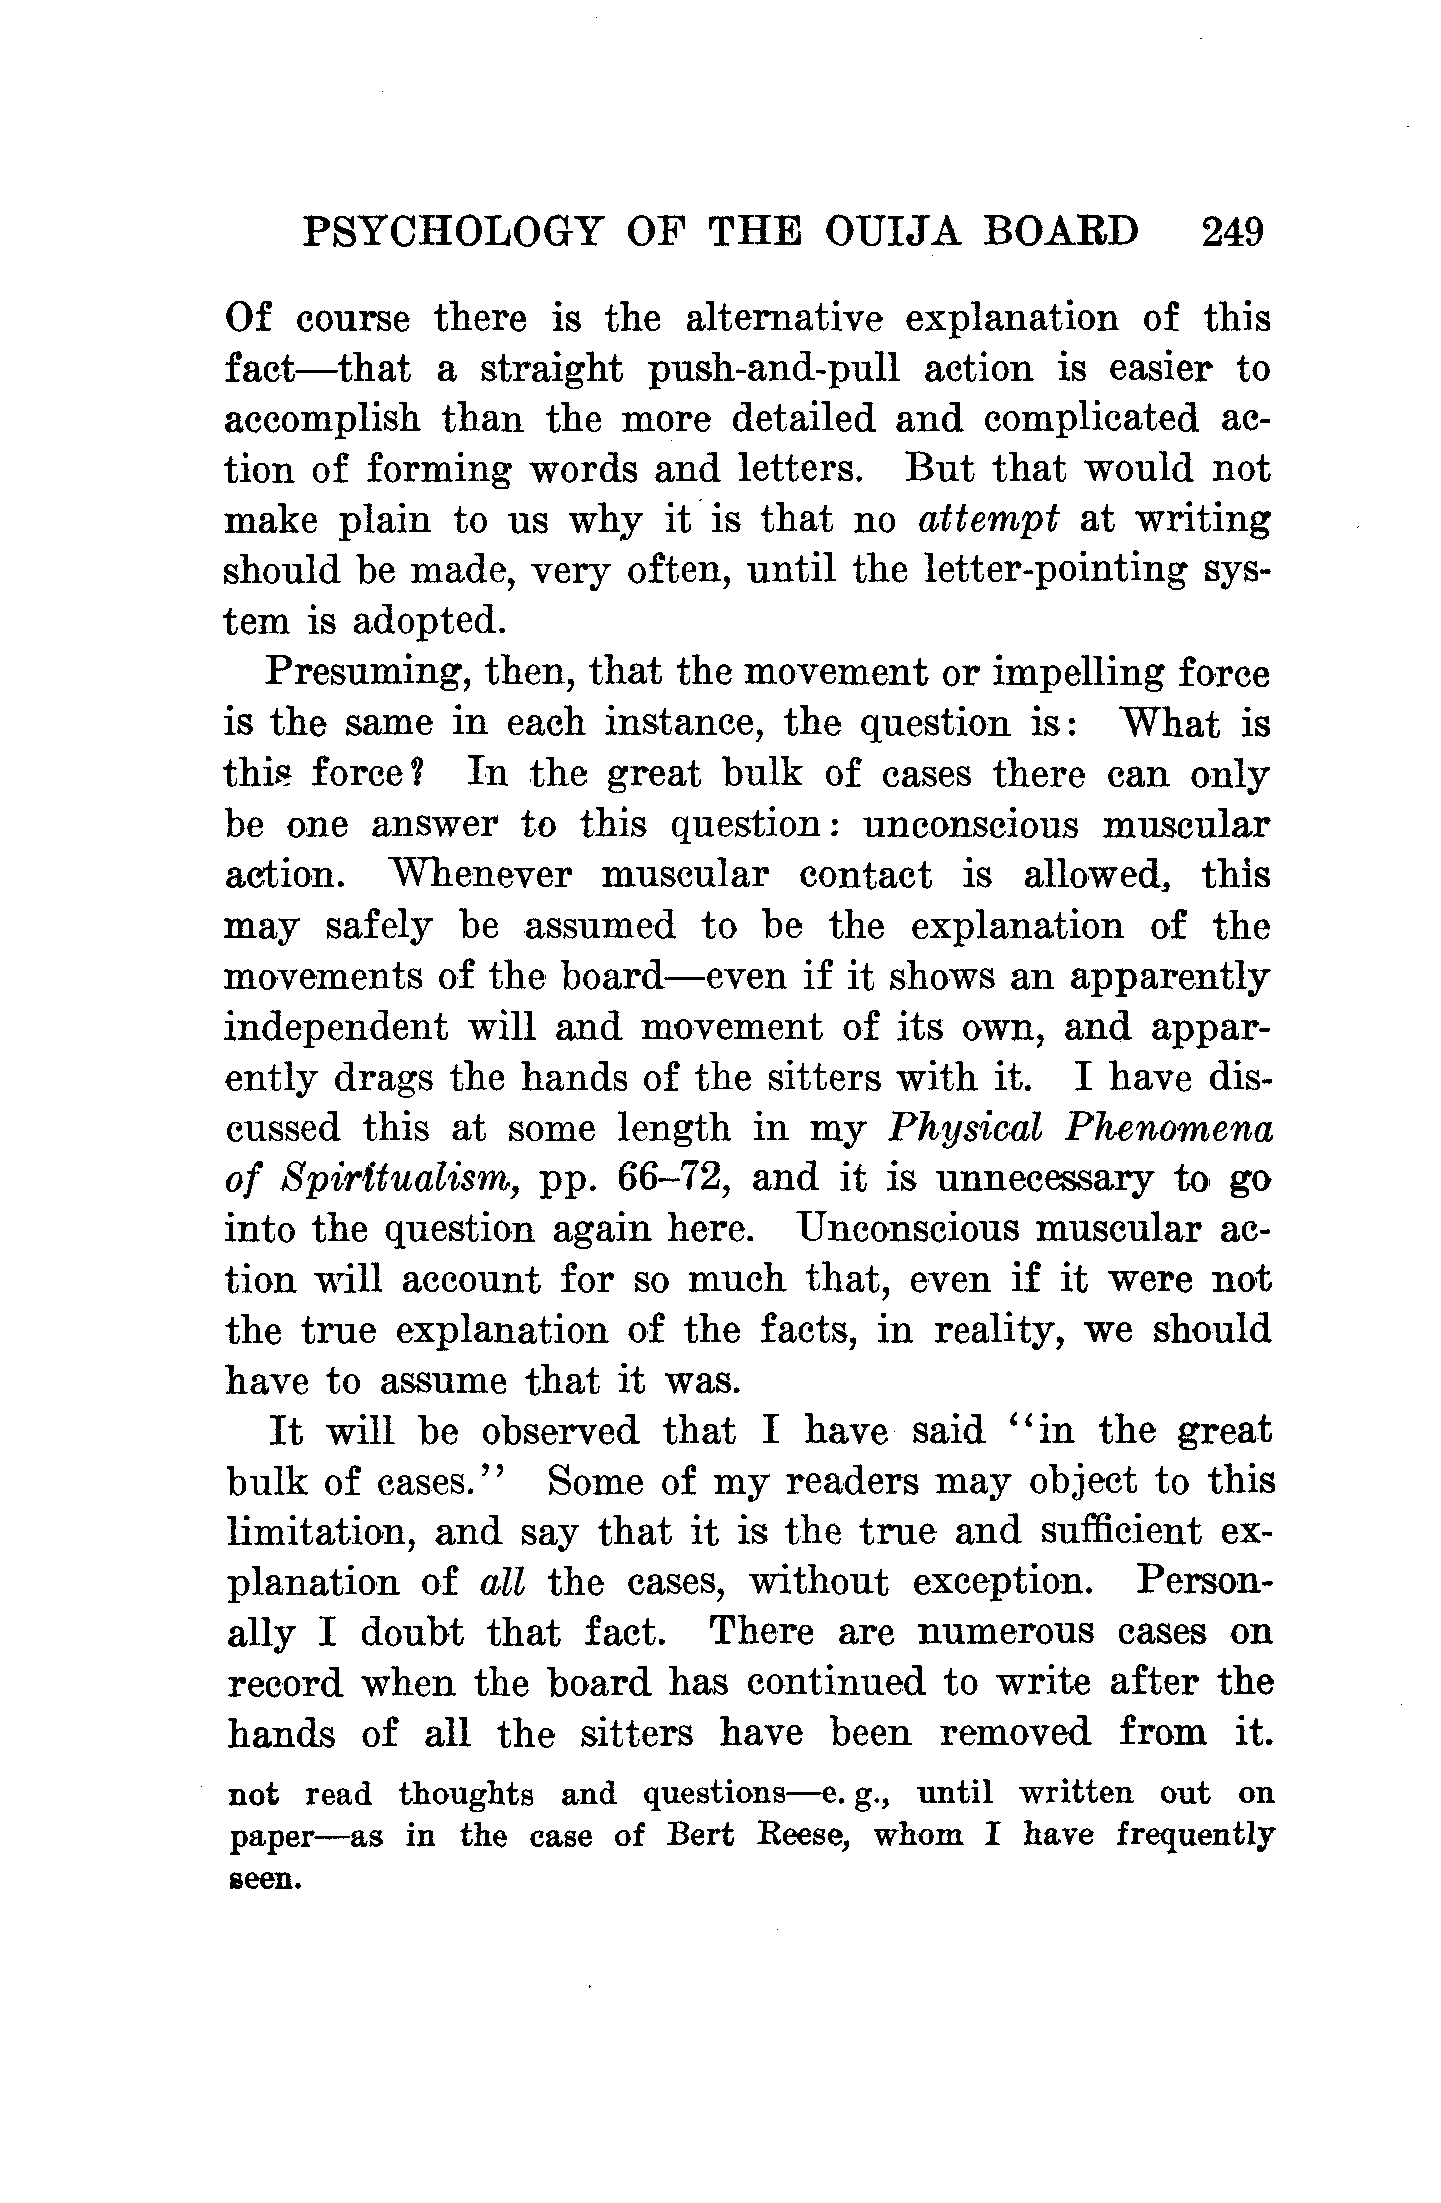 PSYCHOLOGY OF THE OUIJA BOARD 249
Of course there is the alternative explanation of this
fact—that a straight push-and-pull action is easier to
accomplish than the more detailed and complicated ac-
tion of forming words and letters. But that would not
make plain to us why it is that no attempt at writing
should be made, very often, until the letter-pointing sys-
tem is adopted.
Presuming, then, that the movement or impelling force
is the same in each instance, the question is: What is
this force? In the great bulk of cases there can only
be one answer to this question: unconscious muscular
action. Whenever muscular contact is allowed, this
may safely be assumed to be the explanation of the
movements of the board—even if it shows an apparently
independent will and movement of its own, and appar-
ently drags the hands of the sitters with it. I have dis-
cussed this at some length in my Physical Phenomena
of Spiritualism, pp. 66–72, and it is unnecessary to go
into the question again here. Unconscious muscular ac-
tion will account for so much that, even if it were not
the true explanation of the facts, in reality, we should
have to assume that it was.
It will be observed that I have said "in the great
bulk of cases." Some of my readers may object to this
limitation, and say that it is the true and sufficient ex-
planation of all the cases, without exception. Person-
ally I doubt that fact. There are numerous cases on
record when the board has continued to write after the
hands of all the sitters have been removed from it.
not read thoughts and questions—e. g., until written out on
paper—as in the case of Bert Reese, whom I have frequently
seen.